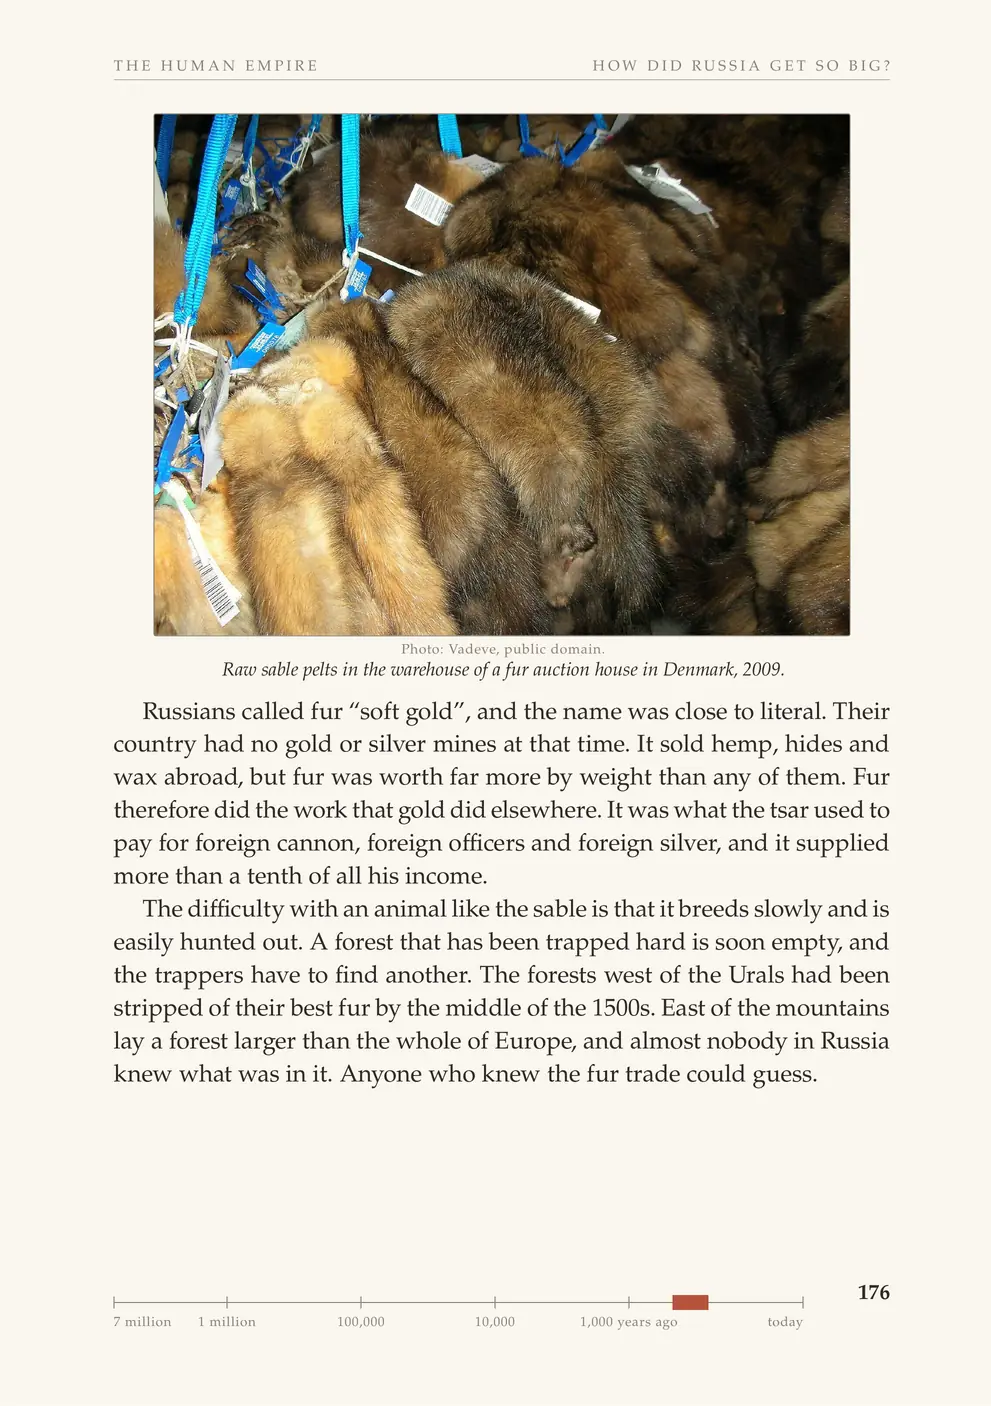 THE HUMAN EMPIRE
HOW DID RUSSIA GET SO BIG?
Photo: Vadeve, public domain.
Raw sable pelts in the warehouse of a fur auction house in Denmark, 2009.
Russians called fur “soft gold”, and the name was close to literal. Their
country had no gold or silver mines at that time. It sold hemp, hides and
wax abroad, but fur was worth far more by weight than any of them. Fur
therefore did the work that gold did elsewhere. It was what the tsar used to
pay for foreign cannon, foreign officers and foreign silver, and it supplied
more than a tenth of all his income.
The difficulty with an animal like the sable is that it breeds slowly and is
easily hunted out. A forest that has been trapped hard is soon empty, and
the trappers have to find another. The forests west of the Urals had been
stripped of their best fur by the middle of the 1500s. East of the mountains
lay a forest larger than the whole of Europe, and almost nobody in Russia
knew what was in it. Anyone who knew the fur trade could guess.
176
7 million 1 million 100,000 10,000 1,000 years ago today